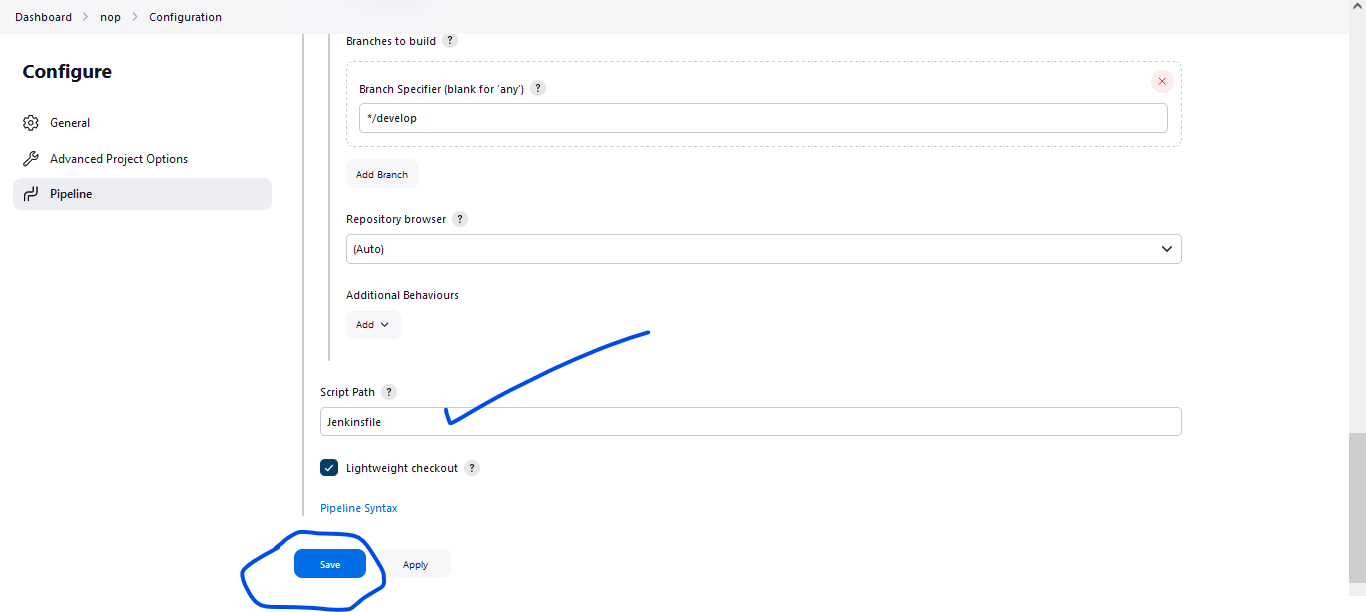 Dashboard > nop > Configuration
Configure
General
Advanced Project Options
Pipeline
Branches to build ?
Branch Specifier (blank for 'any') ?
*/develop
Add Branch
Repository browser ?
(Auto)
Additional Behaviours
Add
Script Path ?
Jenkinsfile
Lightweight checkout ?
Pipeline Syntax
Save Apply